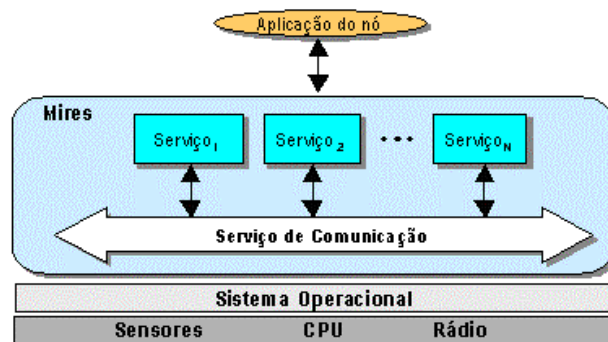 Aplicação do nó
Mires
Serviço1 Serviço2 ... ServiçoN
Serviço de Comunicação
Sistema Operacional
Sensores CPU Rádio